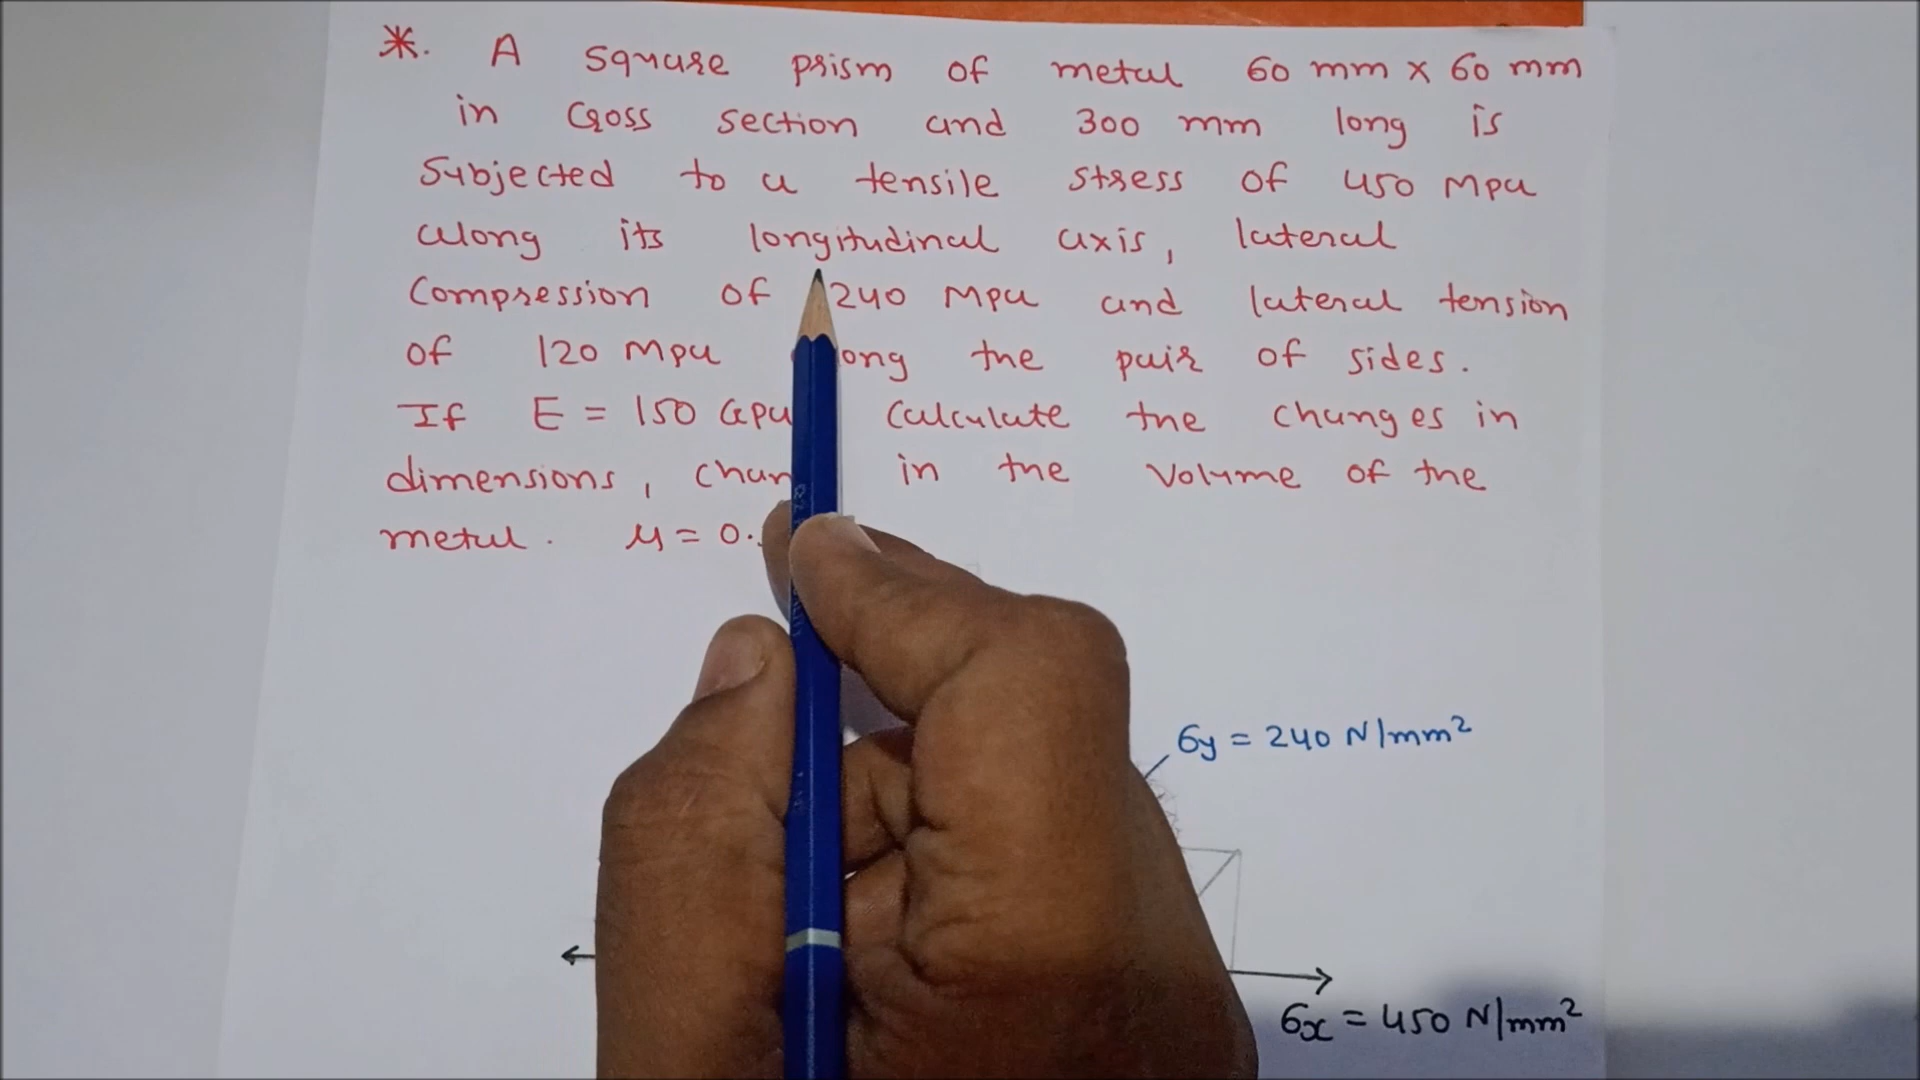 *. A square prism of metal 60 mm x 60 mm
in Cross section and 300 mm long is
Subjected to a tensile stress of 450 Mpa
along its longitudinal axis, lateral
Compression of 240 Mpa and lateral tension
of 120 Mpa the pair of sides.
If E = 150 Gpa Calculate the changes in
dimensions, in the Volume of the
metal. μ = 0.
σy = 240 N/mm²
σx = 450 N/mm²